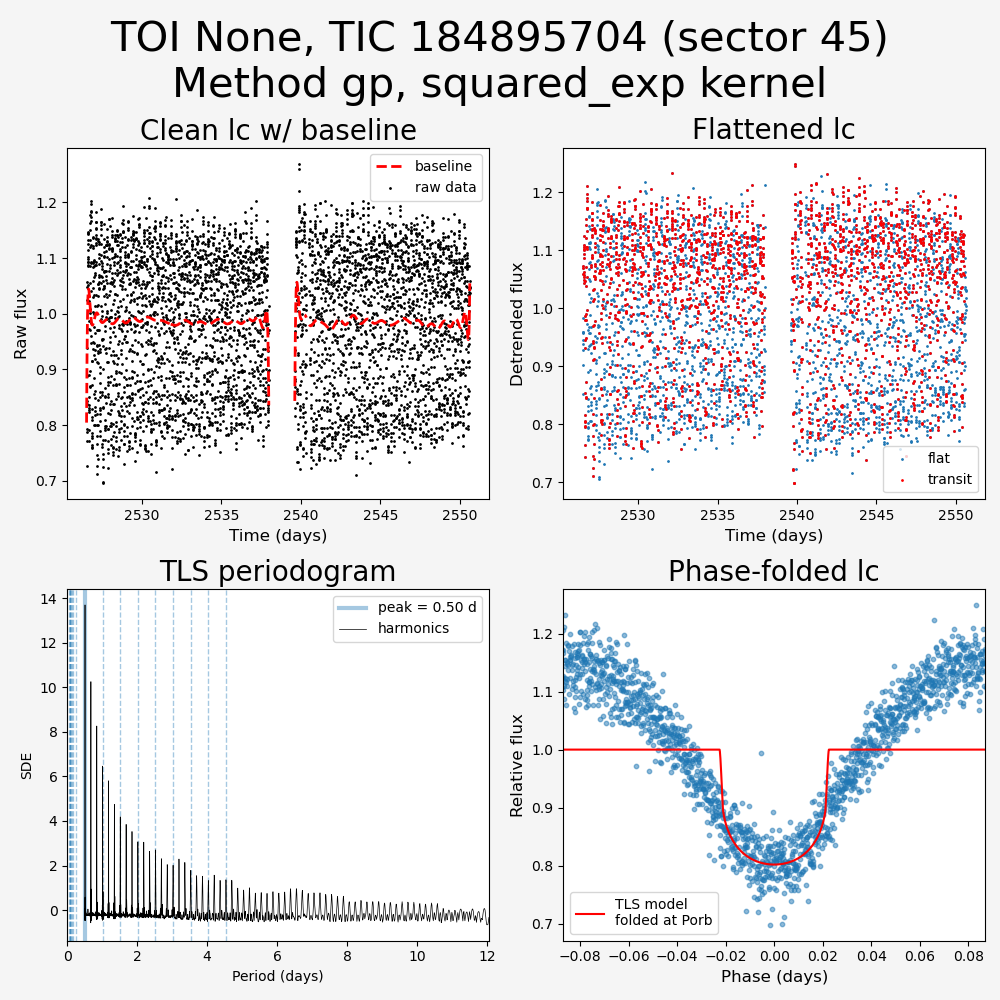 TOI None, TIC 184895704 (sector 45)
Method gp, squared_exp kernel
Clean lc w/ baseline
baseline
raw data
Raw flux
1.2
1.1
1.0
0.9
0.8
0.7
2530 2535 2540 2545 2550
Time (days)
Flattened lc
flat
transit
Detrended flux
1.2
1.1
1.0
0.9
0.8
0.7
2530 2535 2540 2545 2550
Time (days)
TLS periodogram
peak = 0.50 d
harmonics
SDE
14
12
10
8
6
4
2
0
0 2 4 6 8 10 12
Period (days)
Phase-folded lc
Relative flux
1.2
1.1
1.0
0.9
0.8
0.7
TLS model
folded at Porb
−0.08 −0.06 −0.04 −0.02 0.00 0.02 0.04 0.06 0.08
Phase (days)